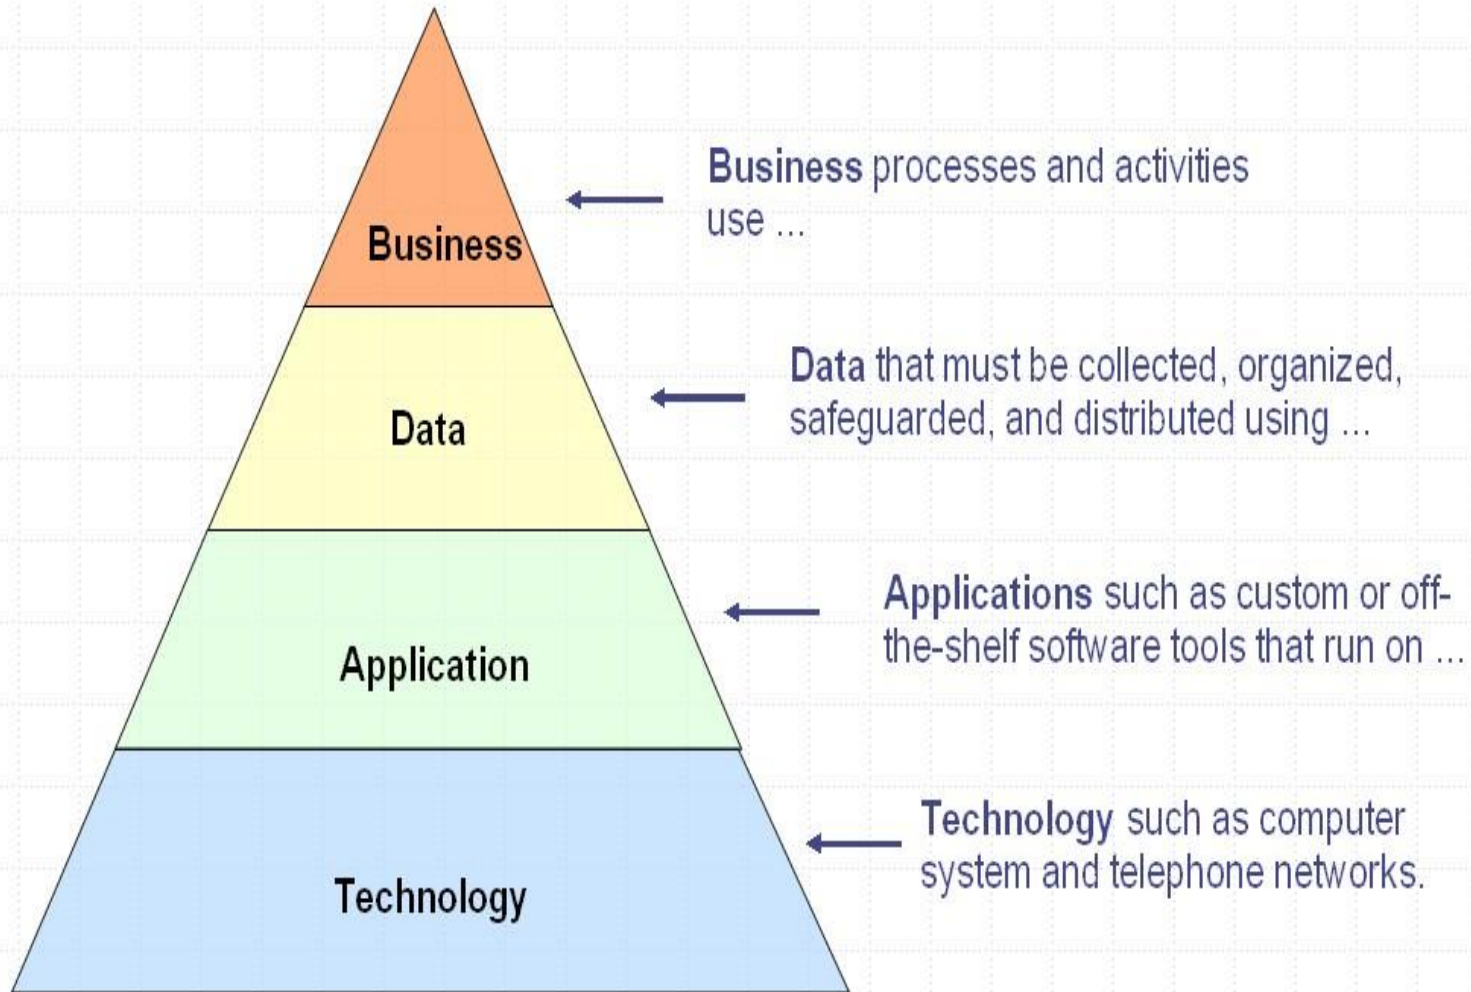 Business processes and activities
use ...
Business
Data that must be collected, organized,
safeguarded, and distributed using ...
Data
Applications such as custom or off-
the-shelf software tools that run on ...
Application
Technology such as computer
system and telephone networks.
Technology